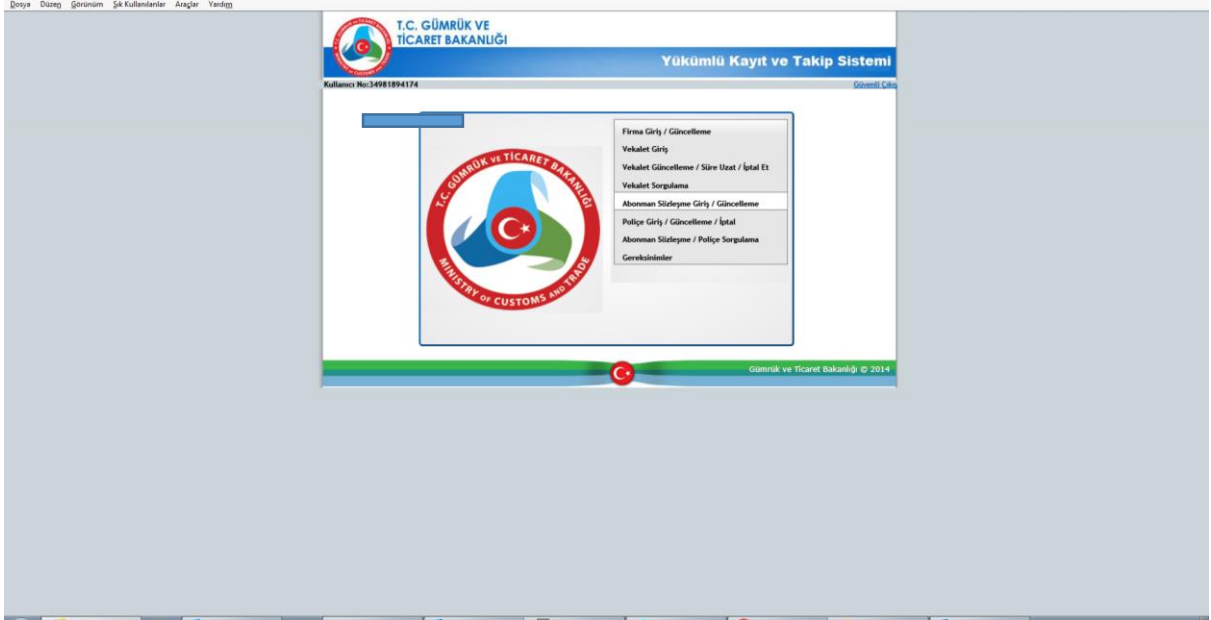 Dosya Düzen Görünüm Sık Kullanılanlar Araçlar Yardım
T.C. GÜMRÜK VE
TİCARET BAKANLIĞI
Yükümlü Kayıt ve Takip Sistemi
Kullanıcı No:34981894174 Güvenli Çıkış
Firma Giriş / Güncelleme
Vekalet Giriş
Vekalet Güncelleme / Süre Uzat / İptal Et
Vekalet Sorgulama
Abonman Sözleşme Giriş / Güncelleme
Poliçe Giriş / Güncelleme / İptal
Abonman Sözleşme / Poliçe Sorgulama
Gereksinimler
T.C. GÜMRÜK VE TİCARET BAKANLIĞI
MINISTRY OF CUSTOMS AND TRADE
Gümrük ve Ticaret Bakanlığı © 2014